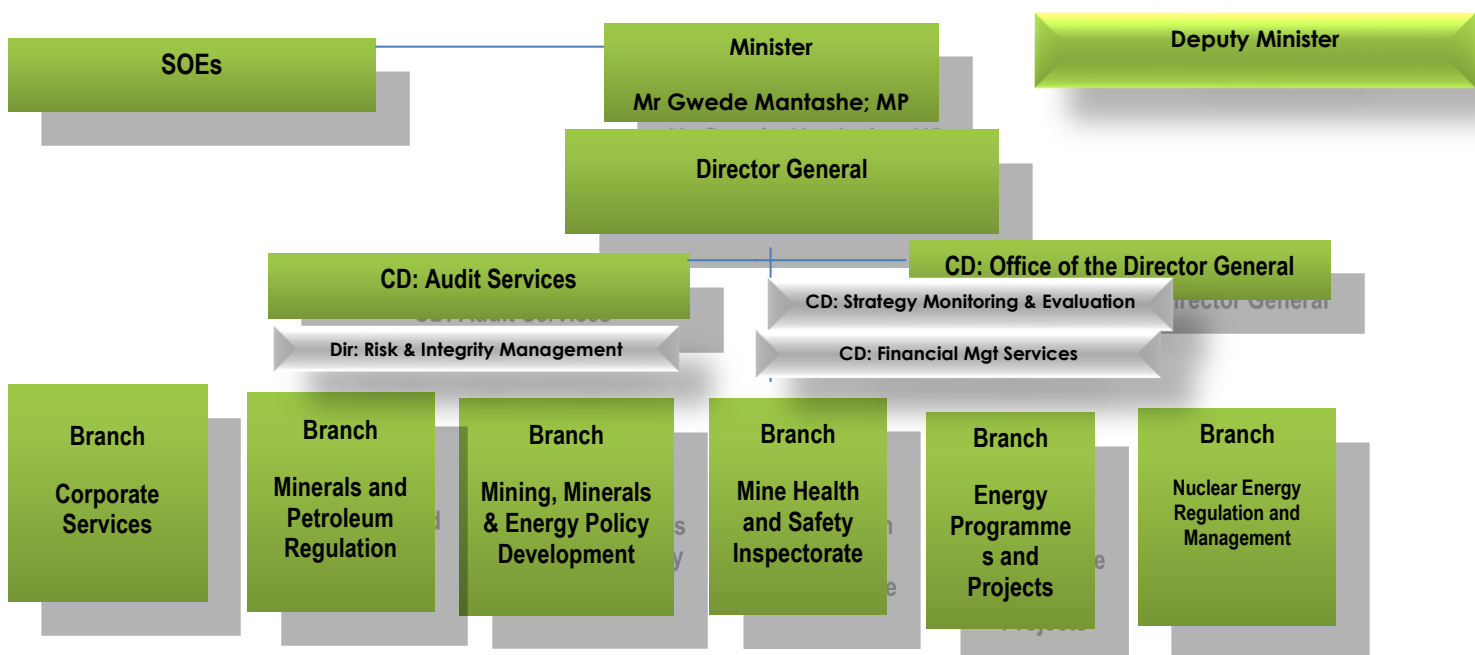 SOEs
Minister
Mr Gwede Mantashe; MP
Deputy Minister
Director General
CD: Audit Services
CD: Office of the Director General
CD: Strategy Monitoring & Evaluation
Dir: Risk & Integrity Management
CD: Financial Mgt Services
Branch
Corporate
Services
Branch
Minerals and
Petroleum
Regulation
Branch
Mining, Minerals
& Energy Policy
Development
Branch
Mine Health
and Safety
Inspectorate
Branch
Energy
Programme
s and
Projects
Branch
Nuclear Energy
Regulation and
Management